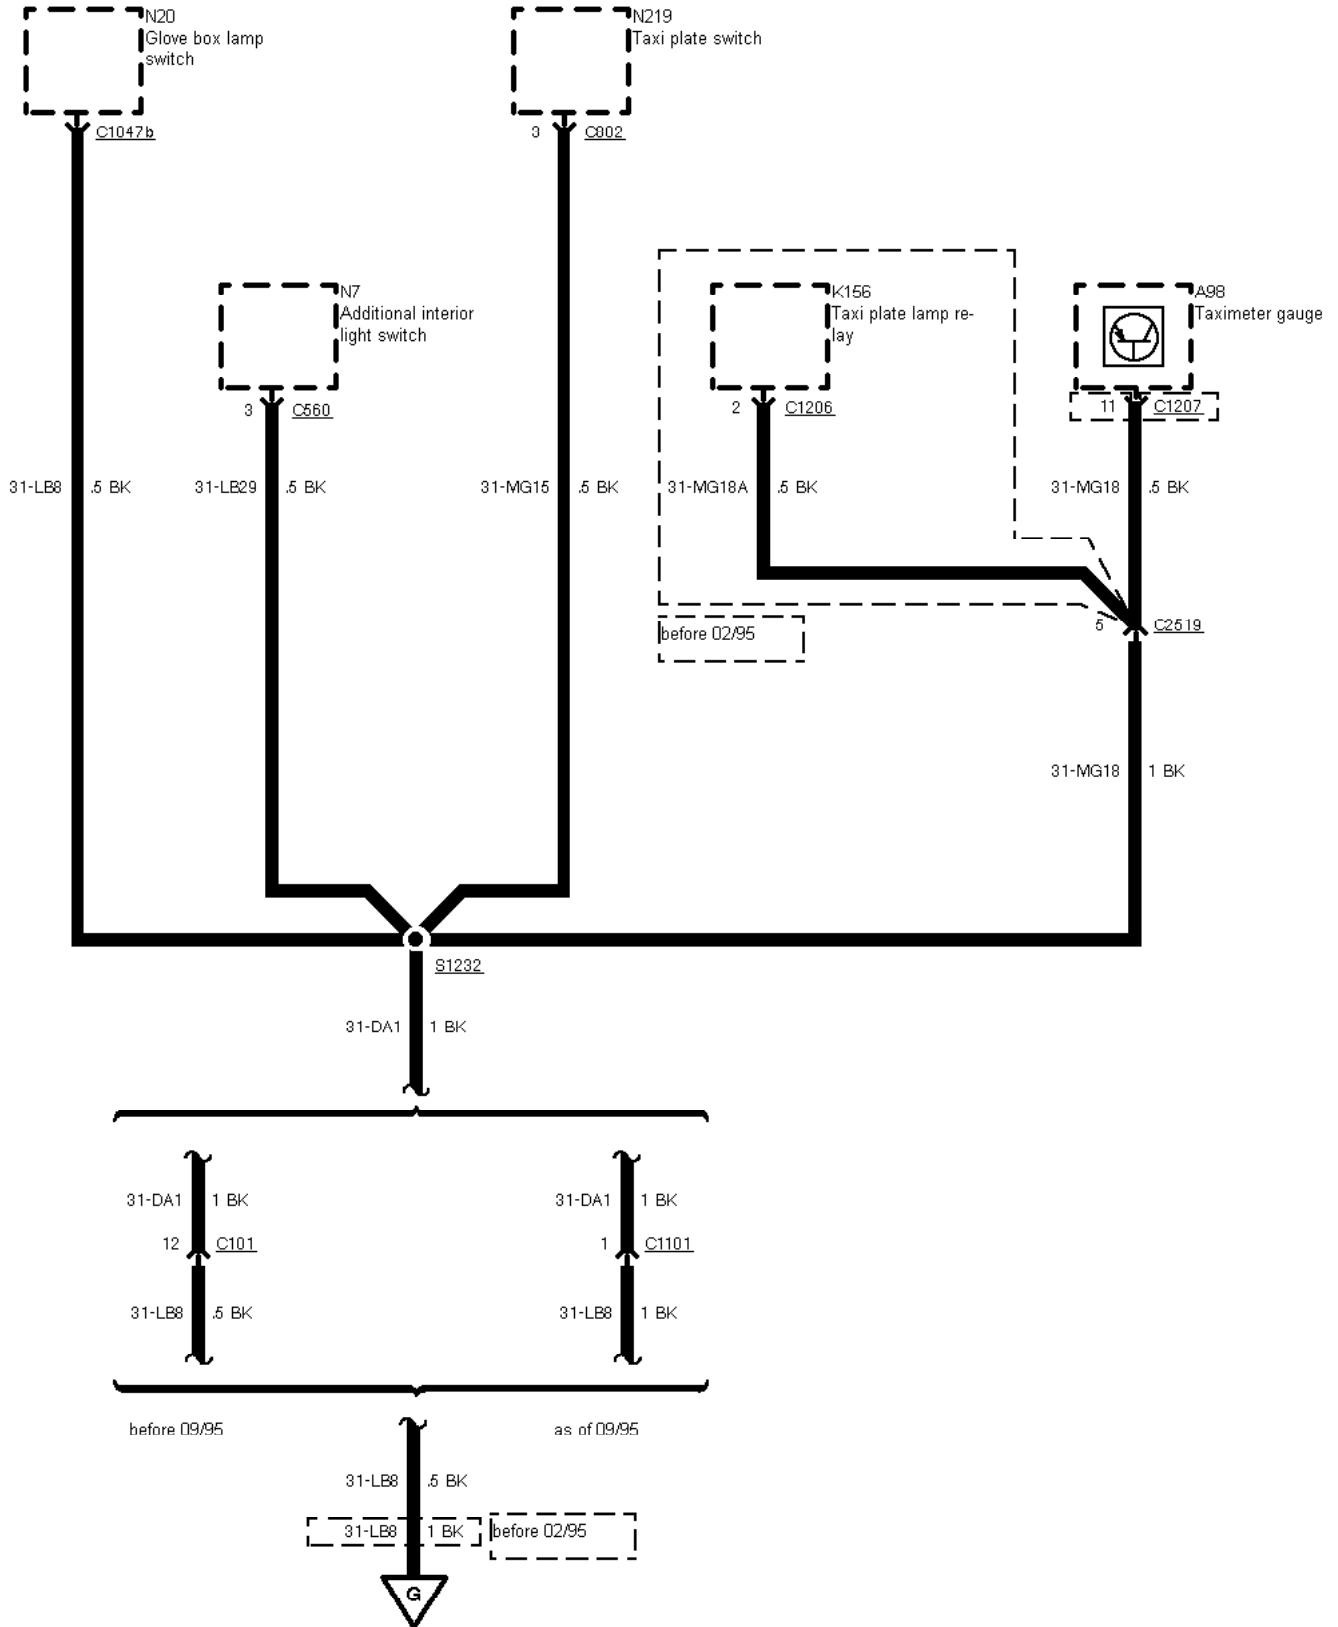 N20
Glove box lamp
switch
C1047b
N219
Taxi plate switch
3 C802
N7
Additional interior
light switch
3 C560
K156
Taxi plate lamp re-
lay
2 C1206
A98
Taximeter gauge
11 C1207
31-LB8 .5 BK
31-LB29 .5 BK
31-MG15 .5 BK
31-MG18A .5 BK
31-MG18 .5 BK
before 02/95
5 C2519
31-MG18 1 BK
S1232
31-DA1 1 BK
31-DA1 1 BK
31-DA1 1 BK
12 C101
1 C1101
31-LB8 .5 BK
31-LB8 1 BK
before 09/95
as of 09/95
31-LB8 .5 BK
31-LB8 1 BK
before 02/95
G